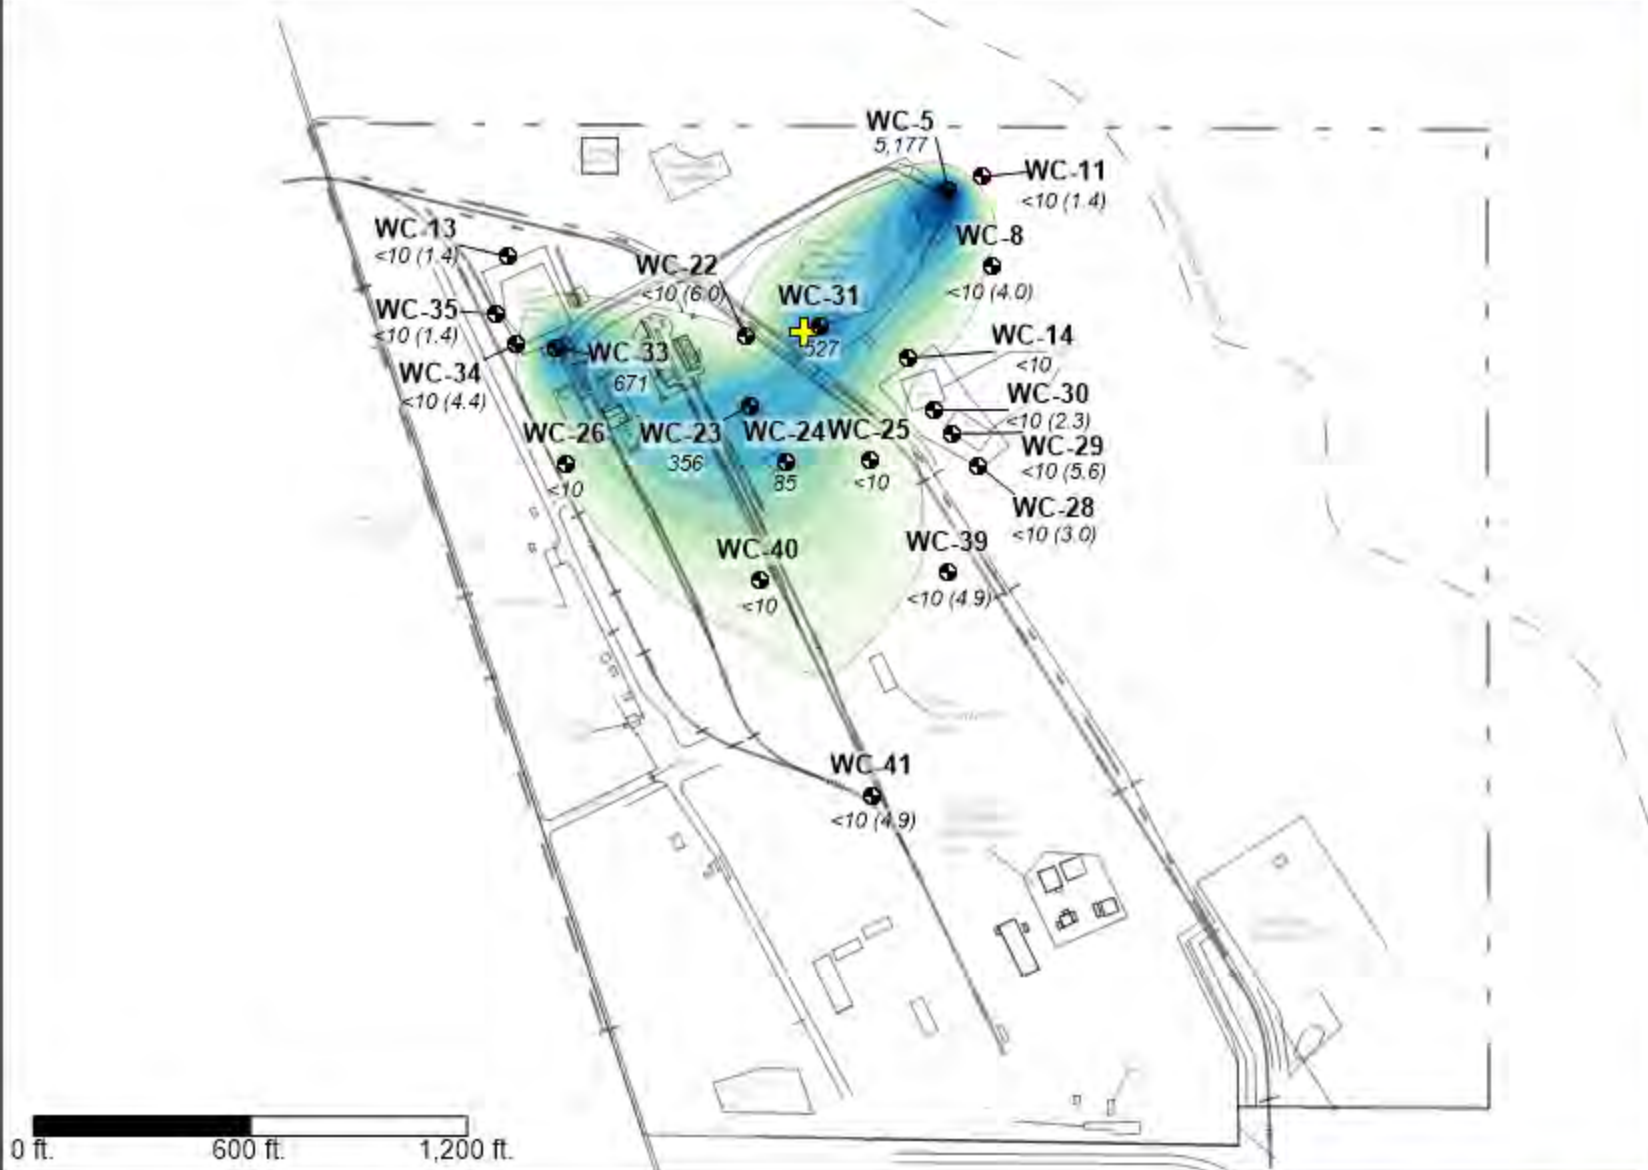 WC-5
5,177
WC-11
<10 (1.4)
WC-13
<10 (1.4)
WC-8
<10 (4.0)
WC-22
<10 (6.0)
WC-31
527
WC-35
<10 (1.4)
WC-14
<10
WC-33
671
WC-34
<10 (4.4)
WC-30
<10 (2.3)
WC-26
<10
WC-23
356
WC-24
85
WC-25
<10
WC-29
<10 (5.6)
WC-28
<10 (3.0)
WC-40
<10
WC-39
<10 (4.9)
WC-41
<10 (4.9)
0 ft.
600 ft.
1,200 ft.